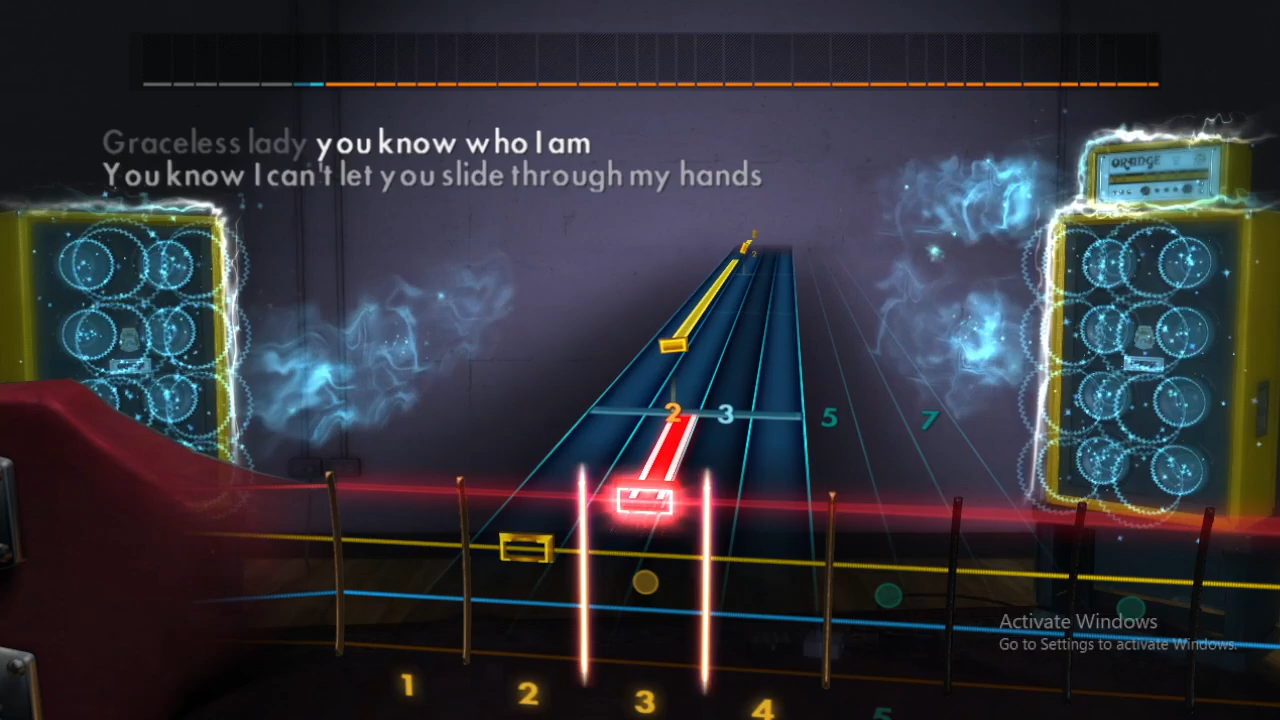 Graceless lady you know who I am
You know I can't let you slide through my hands
ORANGE
2 3 5 7
Activate Windows
Go to Settings to activate Windows.
1 2 3 4 5